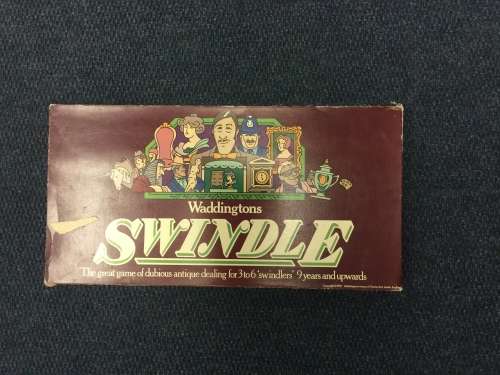 Waddingtons
SWINDLE
The great game of dubious antique dealing for 3 to 6 'swindlers' 9 years and upwards